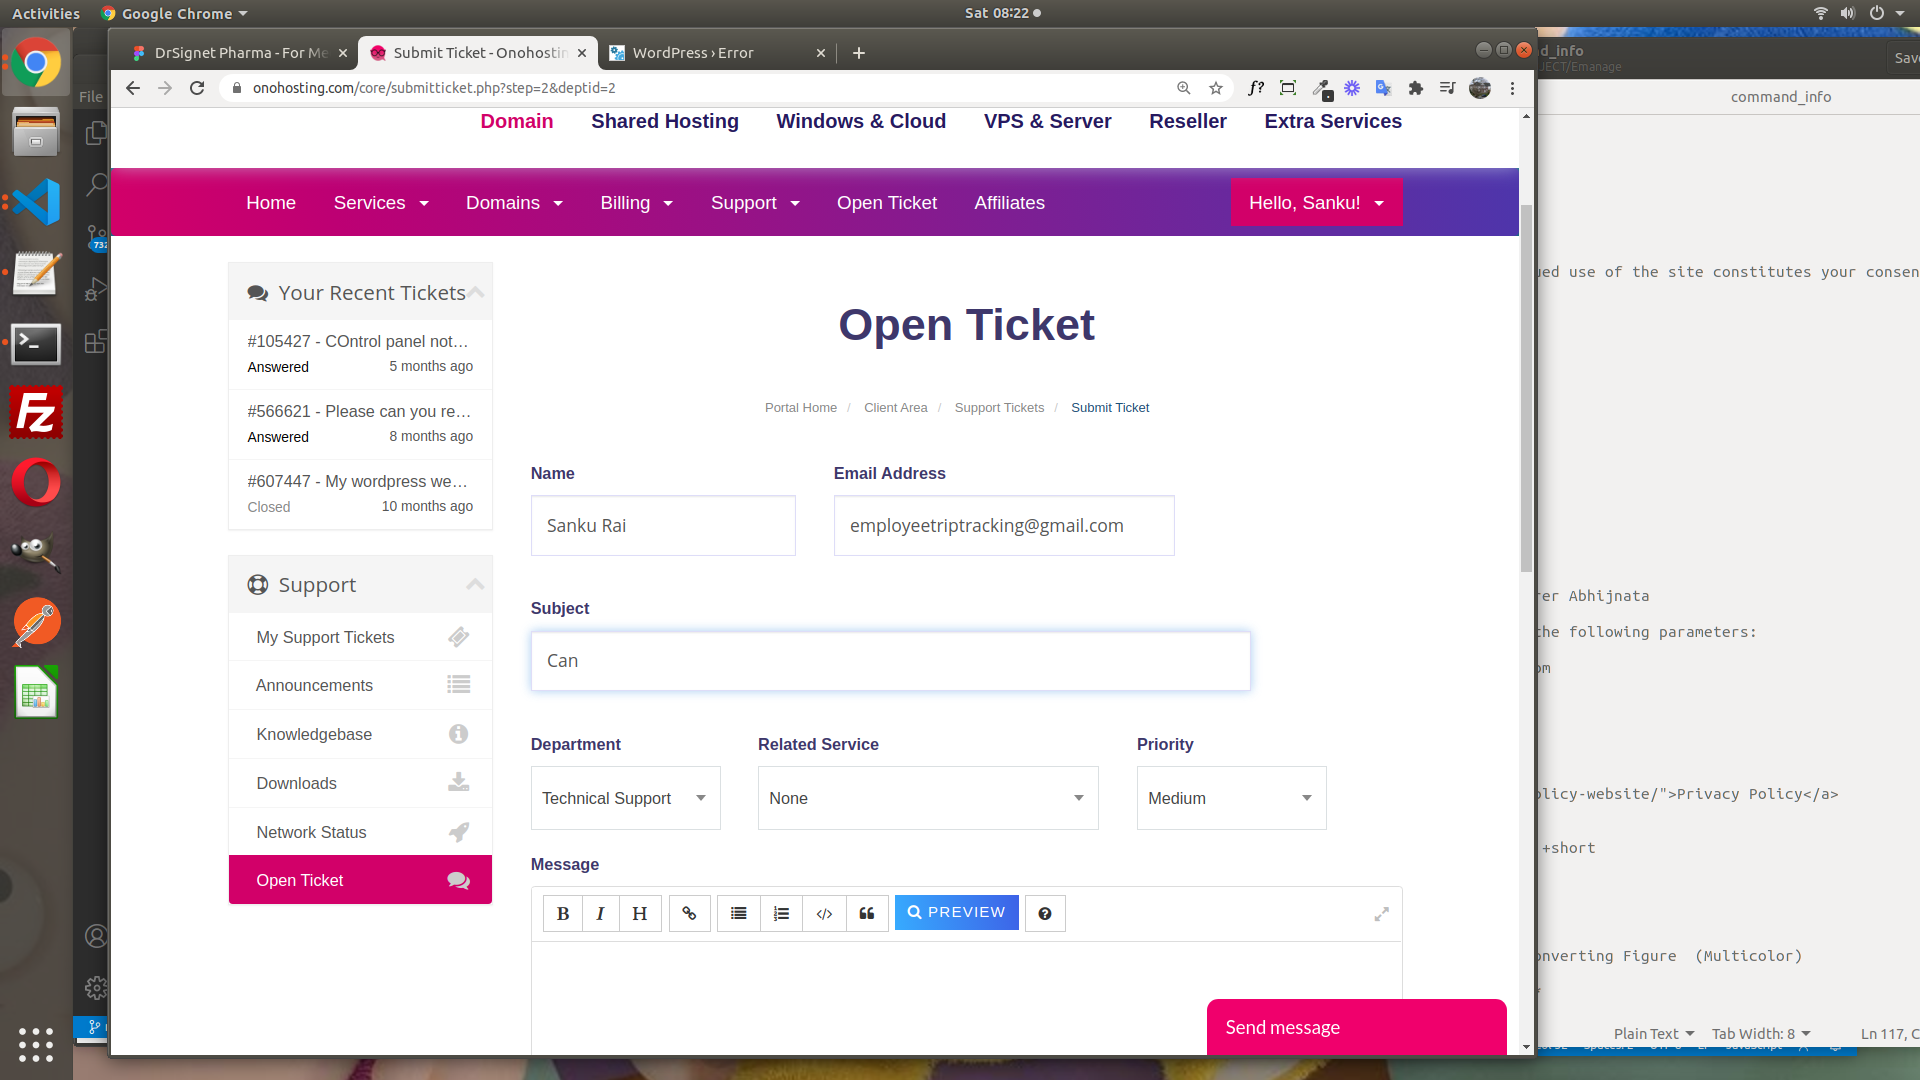 Activities
Google Chrome
Sat 08:22
DrSignet Pharma - For Me
Submit Ticket - Onohostin
WordPress › Error
onohosting.com/core/submitticket.php?step=2&deptid=2
Domain
Shared Hosting
Windows & Cloud
VPS & Server
Reseller
Extra Services
Home
Services
Domains
Billing
Support
Open Ticket
Affiliates
Hello, Sanku!
Your Recent Tickets
#105427 - COntrol panel not...
Answered
5 months ago
#566621 - Please can you re...
Answered
8 months ago
#607447 - My wordpress we...
Closed
10 months ago
Support
My Support Tickets
Announcements
Knowledgebase
Downloads
Network Status
Open Ticket
Open Ticket
Portal Home / Client Area / Support Tickets / Submit Ticket
Name
Sanku Rai
Email Address
employeetriptracking@gmail.com
Subject
Can
Department
Technical Support
Related Service
None
Priority
Medium
Message
B
I
H
PREVIEW
Send message
File
732
d_info
JECT/Emanage
Save
command_info
ued use of the site constitutes your consen
rer Abhijnata
the following parameters:
om
olicy-website/">Privacy Policy</a>
+short
onverting Figure (Multicolor)
Plain Text
Tab Width: 8
Ln 117, C